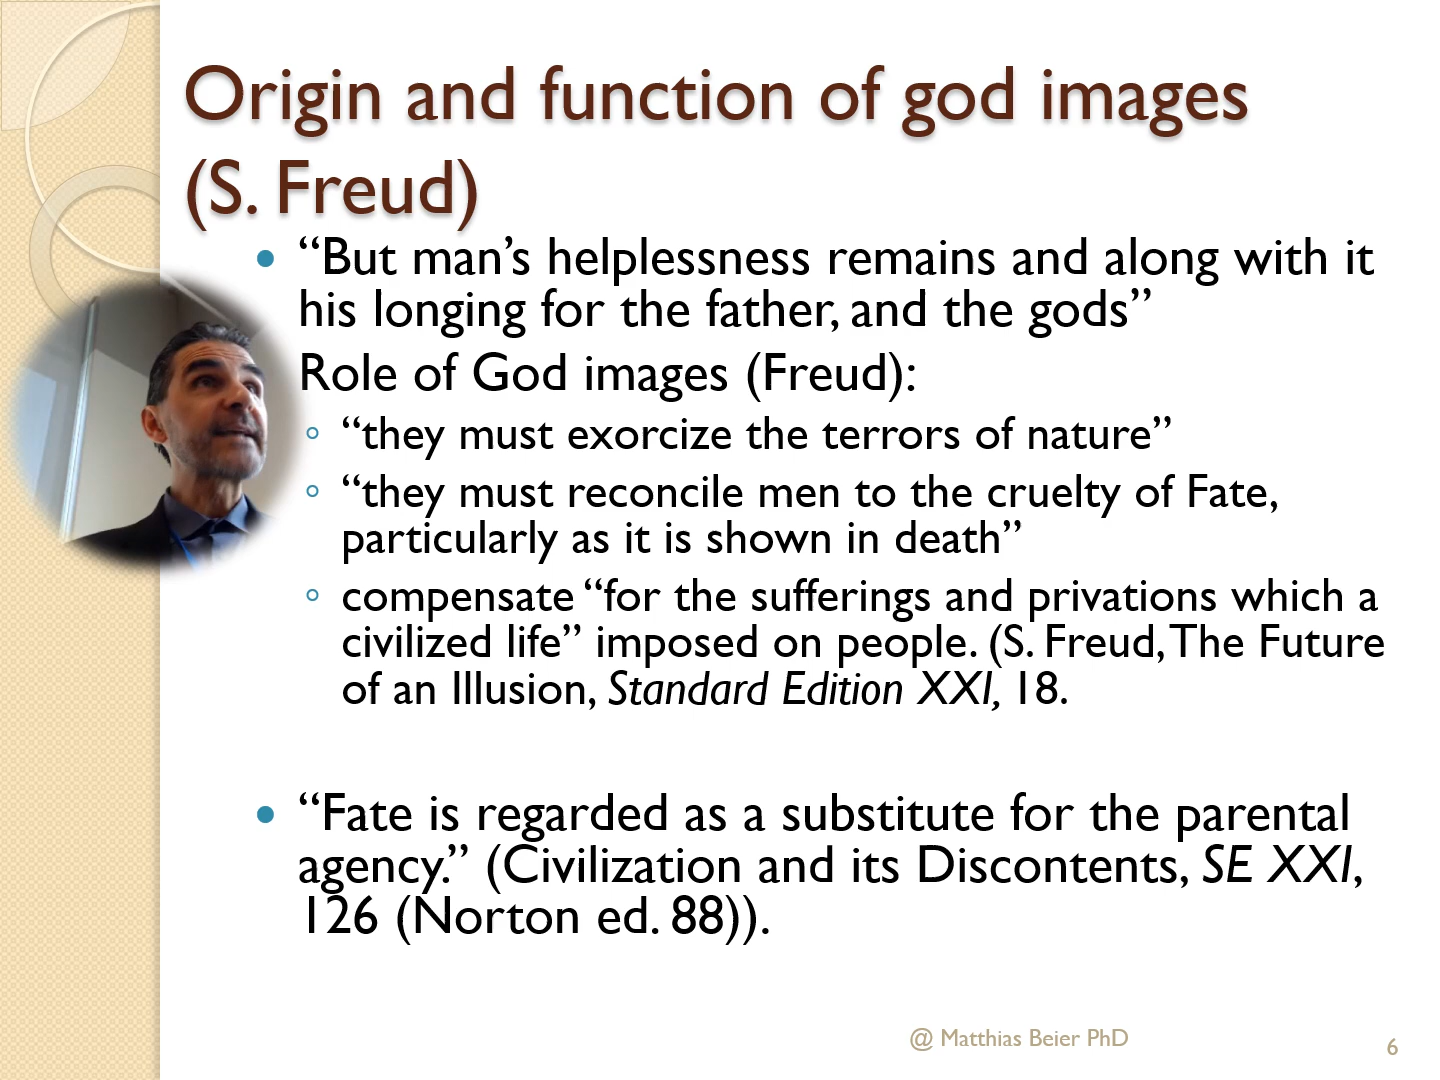 Origin and function of god images
(S. Freud)
• “But man’s helplessness remains and along with it
his longing for the father, and the gods”
Role of God images (Freud):
◦ “they must exorcize the terrors of nature”
◦ “they must reconcile men to the cruelty of Fate,
particularly as it is shown in death”
◦ compensate “for the sufferings and privations which a
civilized life” imposed on people. (S. Freud, The Future
of an Illusion, Standard Edition XXI, 18.
• “Fate is regarded as a substitute for the parental
agency.” (Civilization and its Discontents, SE XXI,
126 (Norton ed. 88)).
@ Matthias Beier PhD
6